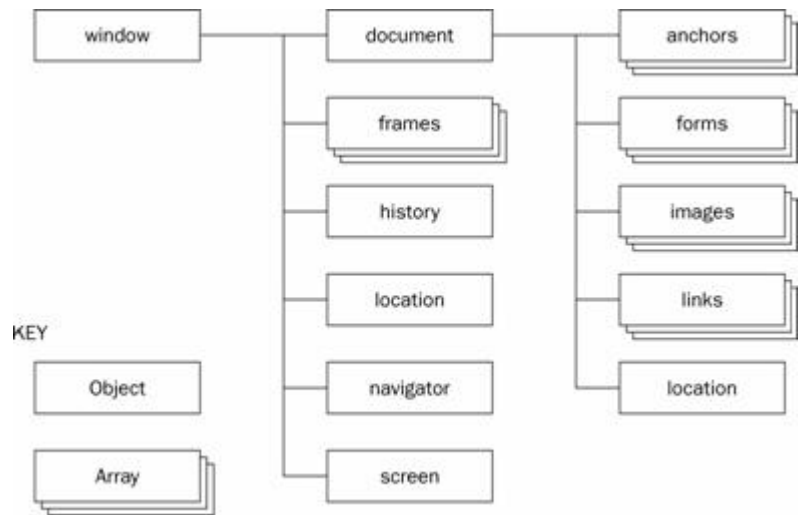 window
document
anchors
frames
forms
history
images
location
links
KEY
Object
navigator
location
Array
screen